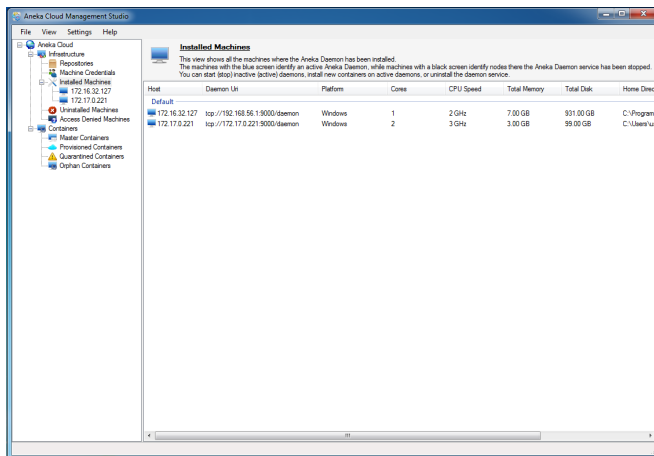 Aneka Cloud Management Studio
File View Settings Help
Aneka Cloud
Infrastructure
Repositories
Machine Credentials
Installed Machines
172.16.32.127
172.17.0.221
Uninstalled Machines
Access Denied Machines
Containers
Master Containers
Provisioned Containers
Quarantined Containers
Orphan Containers
Installed Machines
This view shows all the machines where the Aneka Daemon has been installed.
The machines with the blue screen identify an active Aneka Daemon, while machines with a black screen identify nodes there the Aneka Daemon service has been stopped.
You can start (stop) inactive (active) daemons, install new containers on active daemons, or uninstall the daemon service.
Host Daemon Uri Platform Cores CPU Speed Total Memory Total Disk Home Direc
Default
172.16.32.127 tcp://192.168.56.1:9000/daemon Windows 1 2 GHz 7.00 GB 931.00 GB C:\Program
172.17.0.221 tcp://172.17.0.221:9000/daemon Windows 2 3 GHz 3.00 GB 99.00 GB C:\Users\u